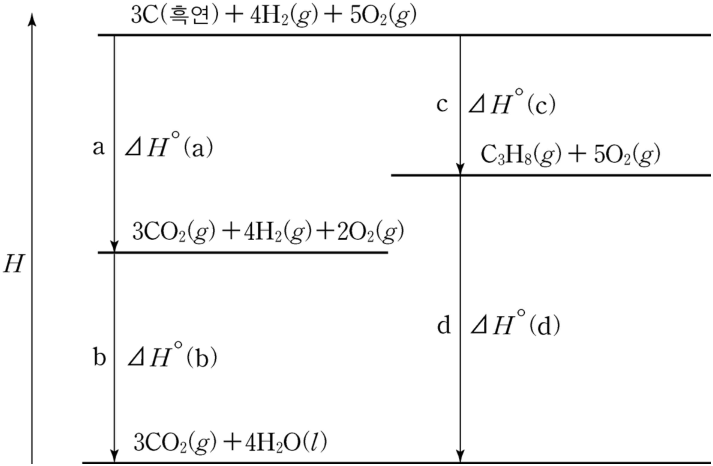 3C(흑연)+4H₂(g)+5O₂(g)
c ΔH°(c)
a ΔH°(a)
C₃H₈(g)+5O₂(g)
3CO₂(g)+4H₂(g)+2O₂(g)
H
d ΔH°(d)
b ΔH°(b)
3CO₂(g)+4H₂O(l)